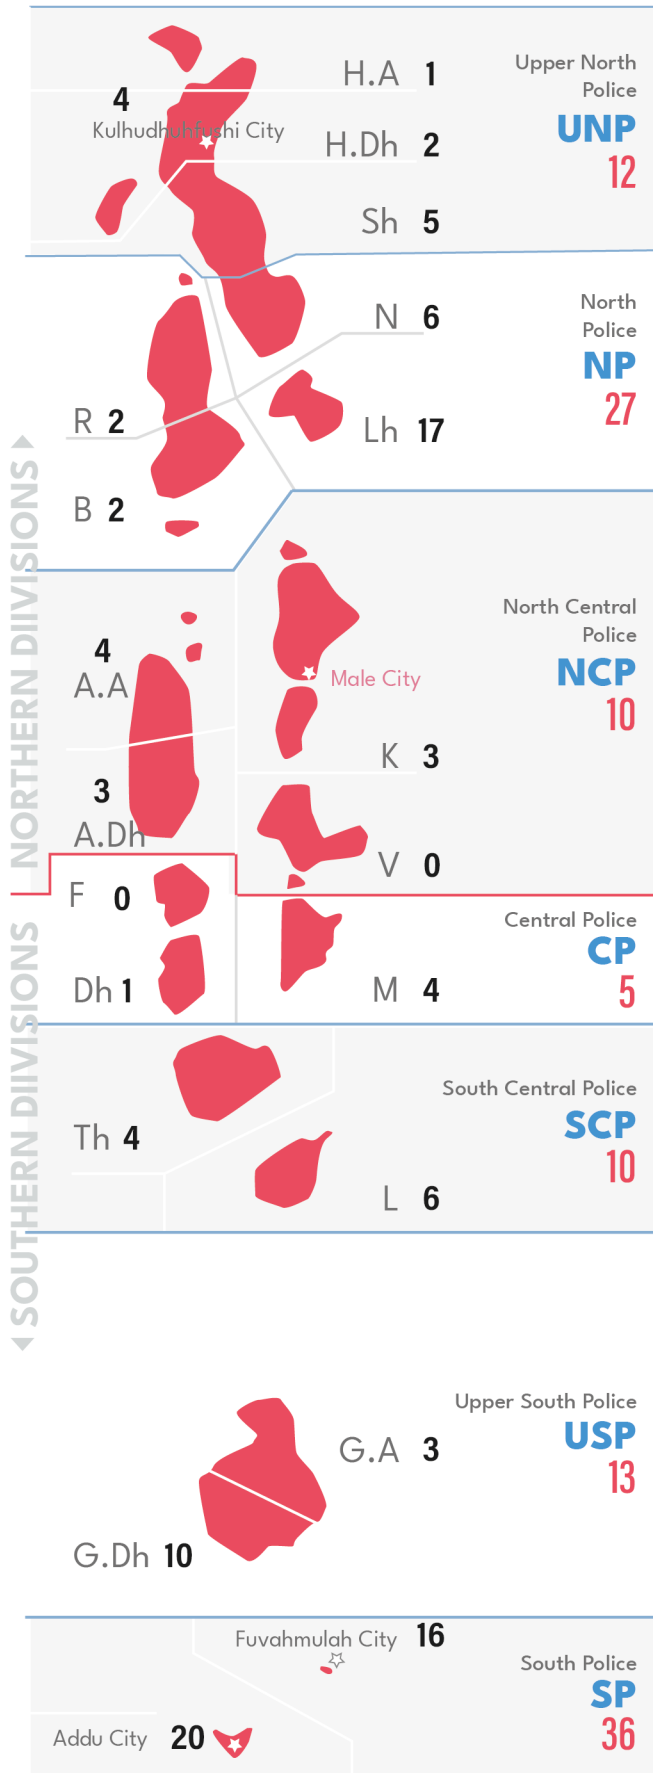 H.A 1
Upper North
Police
UNP
12
4
Kulhudhuhfushi City
H.Dh 2
Sh 5
N 6
North
Police
NP
27
R 2
Lh 17
B 2
NORTHERN DIIVISIONS
North Central
Police
NCP
10
4
A.A
Male City
K 3
3
A.Dh
V 0
F 0
Central Police
CP
5
Dh 1
M 4
SOUTHERN DIIVISIONS
South Central Police
SCP
10
Th 4
L 6
Upper South Police
USP
13
G.A 3
G.Dh 10
Fuvahmulah City 16
South Police
SP
36
Addu City 20